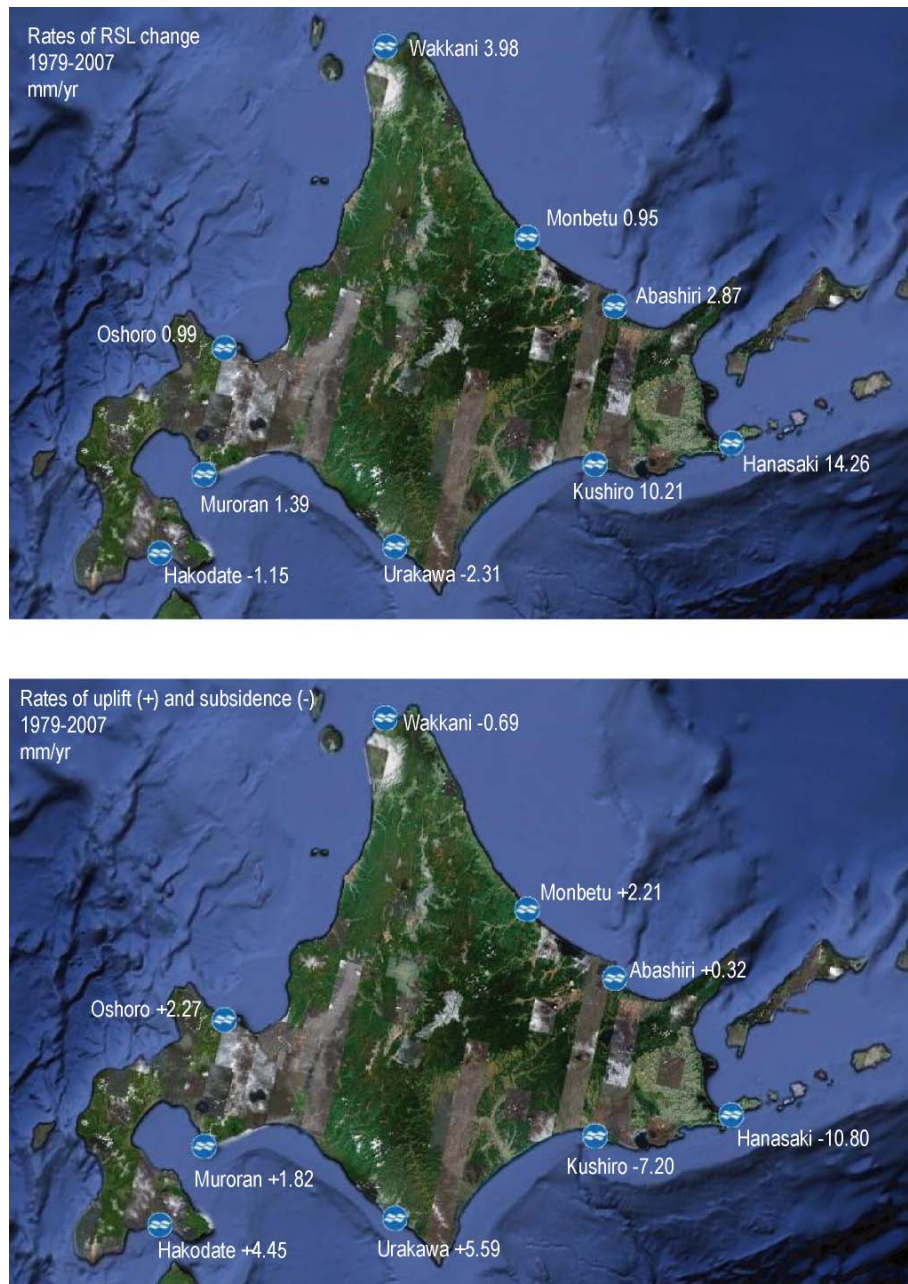 Rates of RSL change
1979-2007
mm/yr
Wakkani 3.98
Monbetu 0.95
Abashiri 2.87
Oshoro 0.99
Hanasaki 14.26
Kushiro 10.21
Muroran 1.39
Hakodate -1.15
Urakawa -2.31
Rates of uplift (+) and subsidence (-)
1979-2007
mm/yr
Wakkani -0.69
Monbetu +2.21
Abashiri +0.32
Oshoro +2.27
Hanasaki -10.80
Kushiro -7.20
Muroran +1.82
Hakodate +4.45
Urakawa +5.59